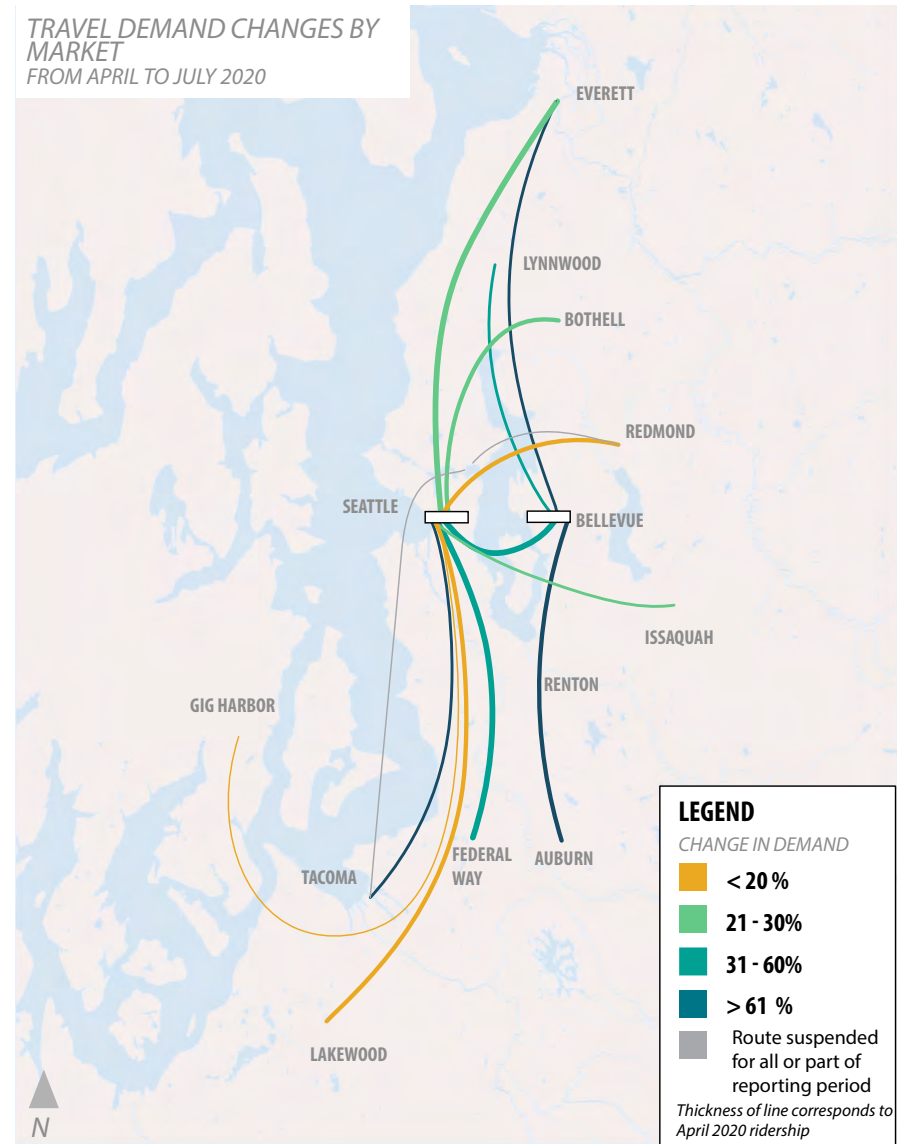 TRAVEL DEMAND CHANGES BY
MARKET
FROM APRIL TO JULY 2020
EVERETT
LYNNWOOD
BOTHELL
REDMOND
SEATTLE
BELLEVUE
ISSAQUAH
RENTON
GIG HARBOR
FEDERAL
WAY
AUBURN
TACOMA
LAKEWOOD
N
LEGEND
CHANGE IN DEMAND
< 20 %
21 - 30%
31 - 60%
> 61 %
Route suspended
for all or part of
reporting period
Thickness of line corresponds to
April 2020 ridership